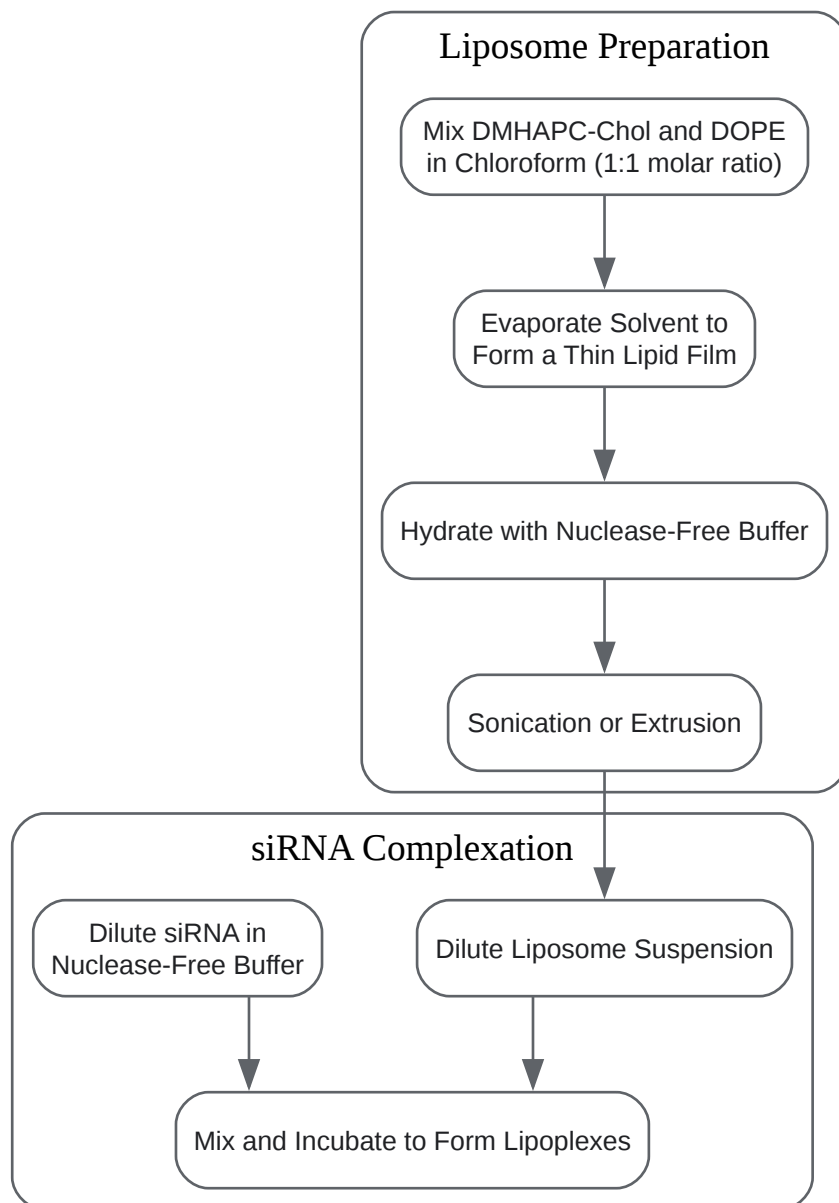 Liposome Preparation
Mix DMHAPC-Chol and DOPE
in Chloroform (1:1 molar ratio)
Evaporate Solvent to
Form a Thin Lipid Film
Hydrate with Nuclease-Free Buffer
Sonication or Extrusion
siRNA Complexation
Dilute siRNA in
Nuclease-Free Buffer
Dilute Liposome Suspension
Mix and Incubate to Form Lipoplexes